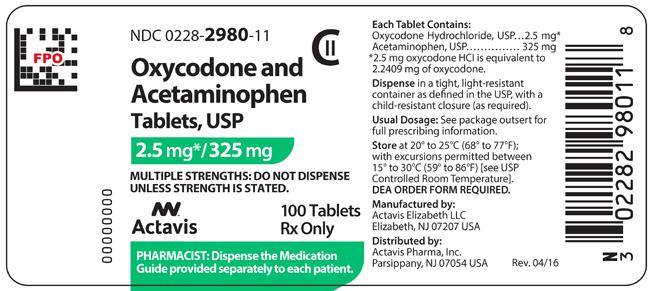 FPO
NDC 0228-2980-11
CII
Oxycodone and
Acetaminophen
Tablets, USP
2.5 mg*/325 mg
MULTIPLE STRENGTHS: DO NOT DISPENSE
UNLESS STRENGTH IS STATED.
00000000
Actavis
100 Tablets
Rx Only
PHARMACIST: Dispense the Medication
Guide provided separately to each patient.
Each Tablet Contains:
Oxycodone Hydrochloride, USP...2.5 mg*
Acetaminophen, USP............... 325 mg
*2.5 mg oxycodone HCl is equivalent to
2.2409 mg of oxycodone.
Dispense in a tight, light-resistant
container as defined in the USP, with a
child-resistant closure (as required).
Usual Dosage: See package outsert for
full prescribing information.
Store at 20° to 25°C (68° to 77°F);
with excursions permitted between
15° to 30°C (59° to 86°F) [see USP
Controlled Room Temperature].
DEA ORDER FORM REQUIRED.
Manufactured by:
Actavis Elizabeth LLC
Elizabeth, NJ 07207 USA
Distributed by:
Actavis Pharma, Inc.
Parsippany, NJ 07054 USA
Rev. 04/16
N
3
02282 98011
8